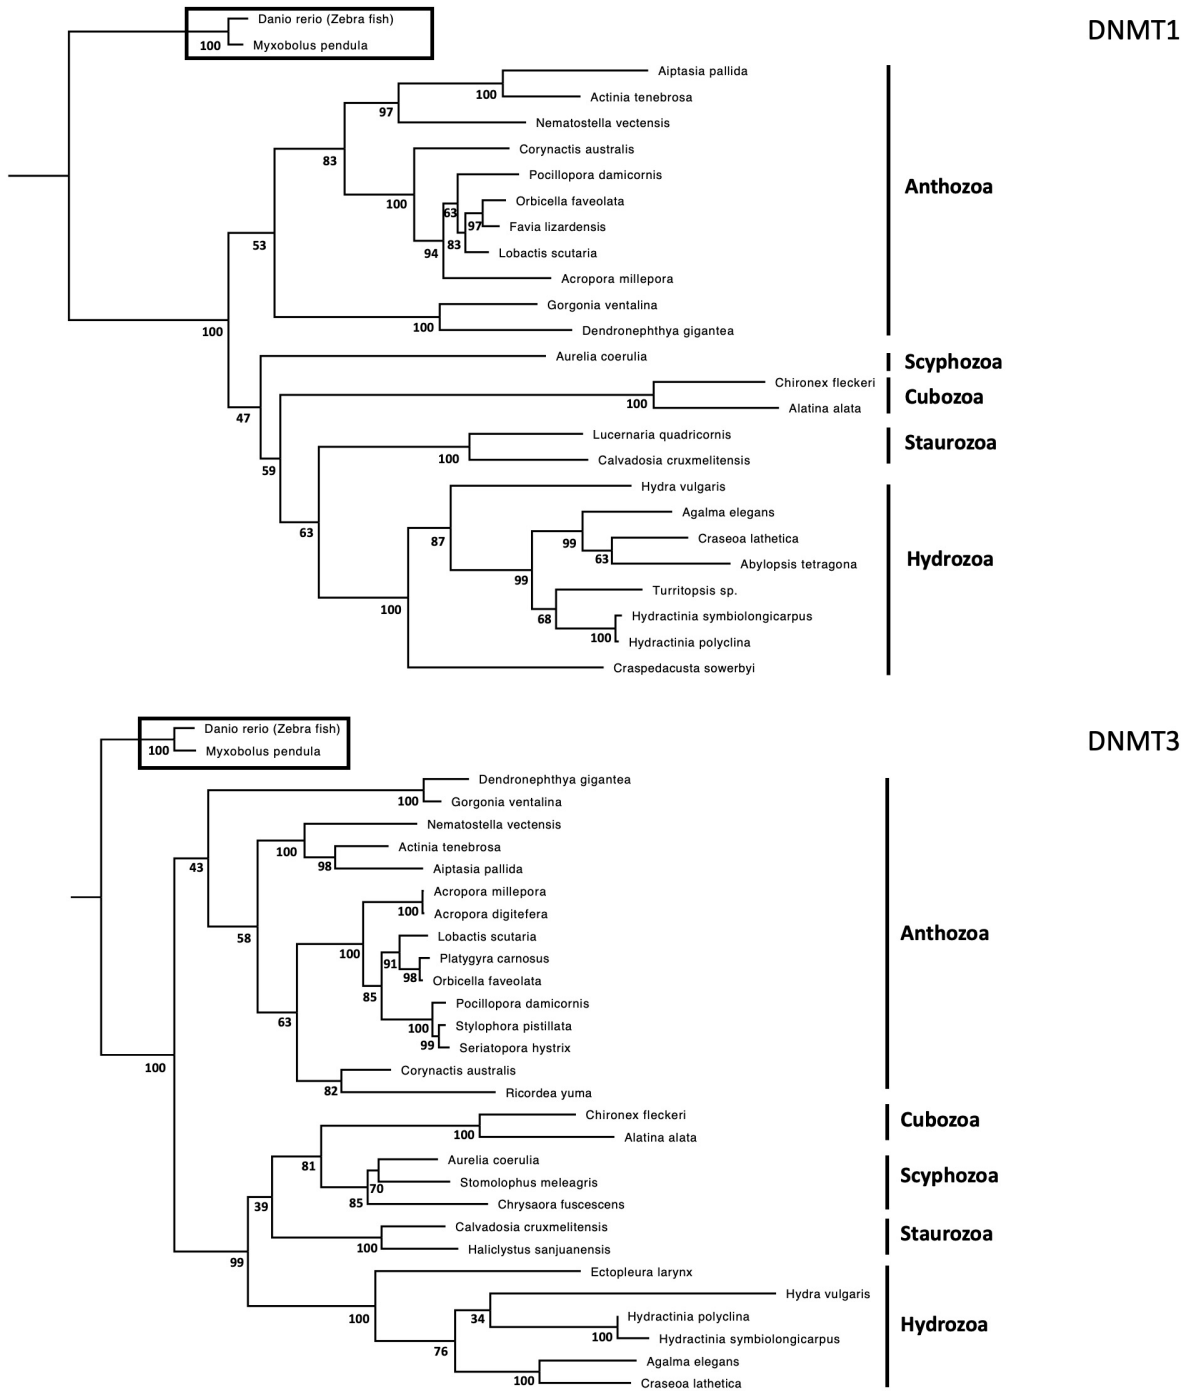 DNMT1
Danio rerio (Zebra fish)
100
Myxobolus pendula
Aiptasia pallida
100
Actinia tenebrosa
97
Nematostella vectensis
83
Corynactis australis
Pocillopora damicornis
Anthozoa
100
Orbicella faveolata
63
97
Favia lizardensis
83
94
Lobactis scutaria
53
Acropora millepora
Gorgonia ventalina
100
Dendronephthya gigantea
100
Aurelia coerulia
Scyphozoa
Chironex fleckeri
Cubozoa
100
Alatina alata
47
Lucernaria quadricornis
Staurozoa
100
Calvadosia cruxmelitensis
59
Hydra vulgaris
Agalma elegans
63
87
99
Craseoa lathetica
63
Hydrozoa
Abylopsis tetragona
99
Turritopsis sp.
100
68
Hydractinia symbiolongicarpus
100
Hydractinia polyclina
Craspedacusta sowerbyi
DNMT3
Danio rerio (Zebra fish)
100
Myxobolus pendula
Dendronephthya gigantea
100
Gorgonia ventalina
Nematostella vectensis
100
Actinia tenebrosa
43
98
Aiptasia pallida
Acropora millepora
100
Acropora digitefera
58
Lobactis scutaria
Anthozoa
100
91
Platygyra carnosus
98
Orbicella faveolata
85
Pocillopora damicornis
63
100
Stylophora pistillata
99
Seriatopora hystrix
100
Corynactis australis
82
Ricordea yuma
Chironex fleckeri
Cubozoa
100
Alatina alata
81
Aurelia coerulia
Scyphozoa
70
Stomolophus meleagris
85
Chrysaora fuscescens
39
Calvadosia cruxmelitensis
Staurozoa
100
Haliclystus sanjuanensis
99
Ectopleura larynx
Hydra vulgaris
100
34
Hydractinia polyclina
Hydrozoa
100
Hydractinia symbiolongicarpus
76
Agalma elegans
100
Craseoa lathetica